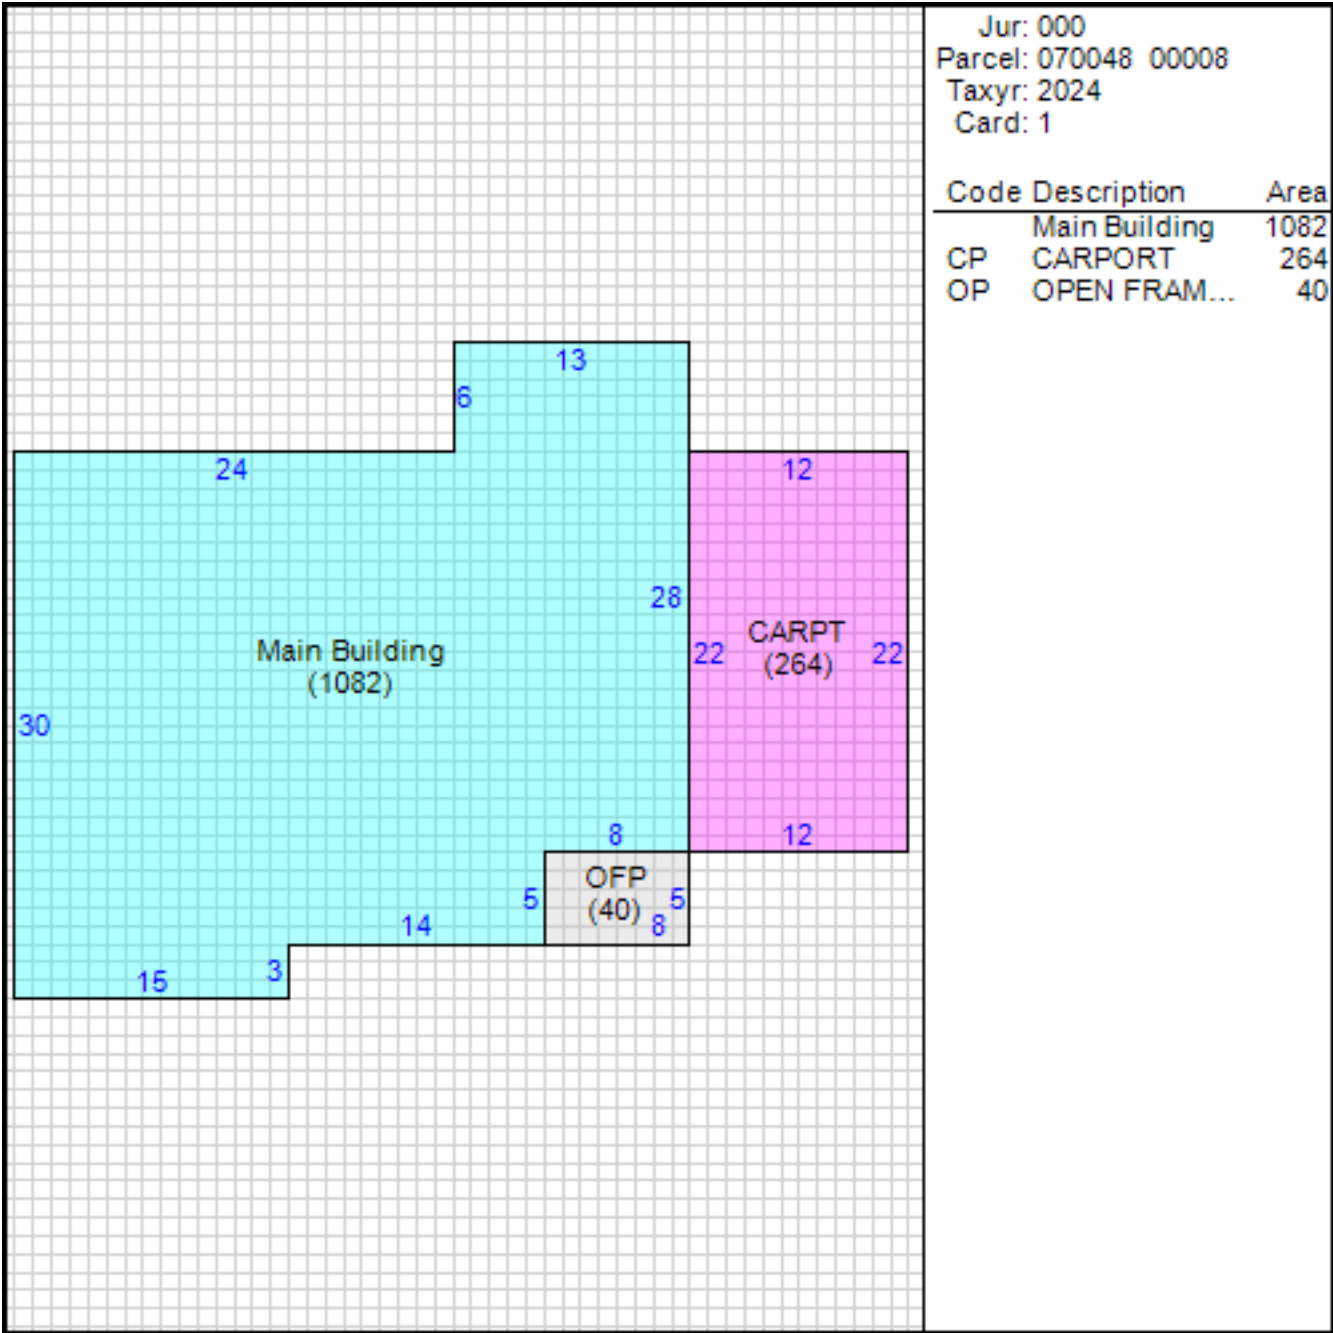 Jur: 000
Parcel: 070048 00008
Taxyr: 2024
Card: 1
Code Description Area
Main Building 1082
CP CARPORT 264
OP OPEN FRAM... 40
13
6
24
12
28
CARPT
(264)
22
22
Main Building
(1082)
30
8
12
OFP
(40)
5
5
8
14
3
15